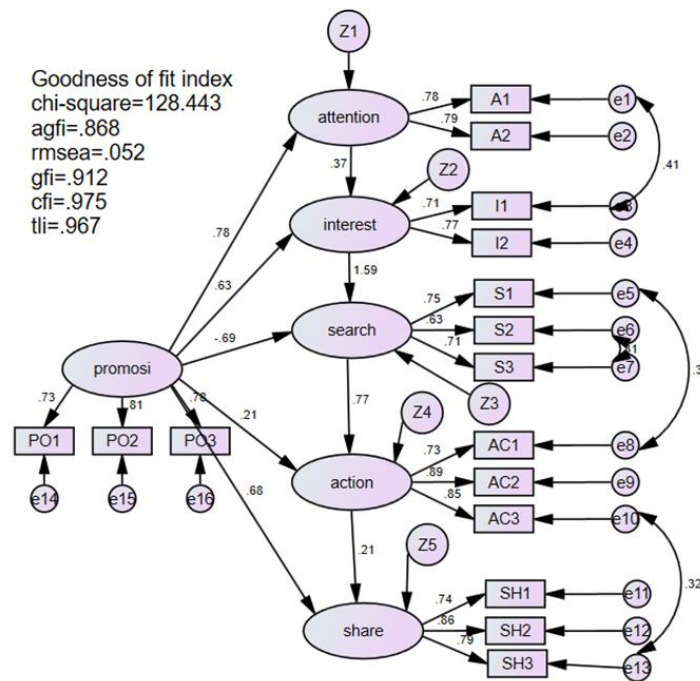 Z1
Goodness of fit index
chi-square=128.443
agfi=.868
rmsea=.052
gfi=.912
cfi=.975
tli=.967
attention
.78
A1
e1
.79
A2
e2
.41
.37
Z2
interest
.71
I1
.77
I2
e4
.78
.63
1.59
search
.75
S1
e5
.63
S2
e6
.71
S3
e7
-.69
promosi
.73
.81
.78
PO1
PO2
PO3
e14
e15
e16
.21
.77
Z3
Z4
action
.73
AC1
e8
.89
AC2
e9
.85
AC3
e10
.68
.21
Z5
share
.74
SH1
e11
.86
SH2
e12
.79
SH3
e13
.32